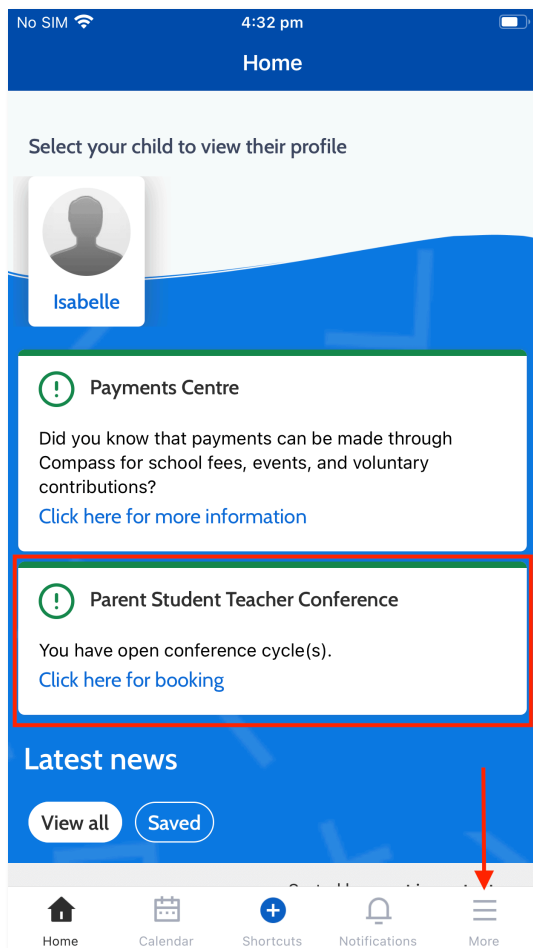 No SIM 4:32 pm
Home
Select your child to view their profile
Isabelle
Payments Centre
Did you know that payments can be made through
Compass for school fees, events, and voluntary
contributions?
Click here for more information
Parent Student Teacher Conference
You have open conference cycle(s).
Click here for booking
Latest news
View all Saved
Home Calendar Shortcuts Notifications More